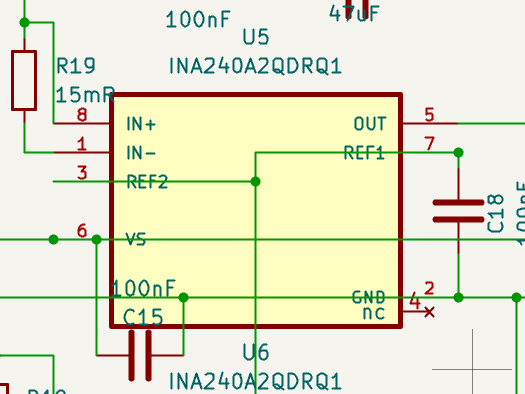 100nF
47uF
U5
INA240A2QDRQ1
R19
15mR
8
IN+
OUT
5
1
IN-
REF1
7
3
REF2
C18
100nF
6
VS
100nF
GND
2
nc
4
C15
U6
INA240A2QDRQ1